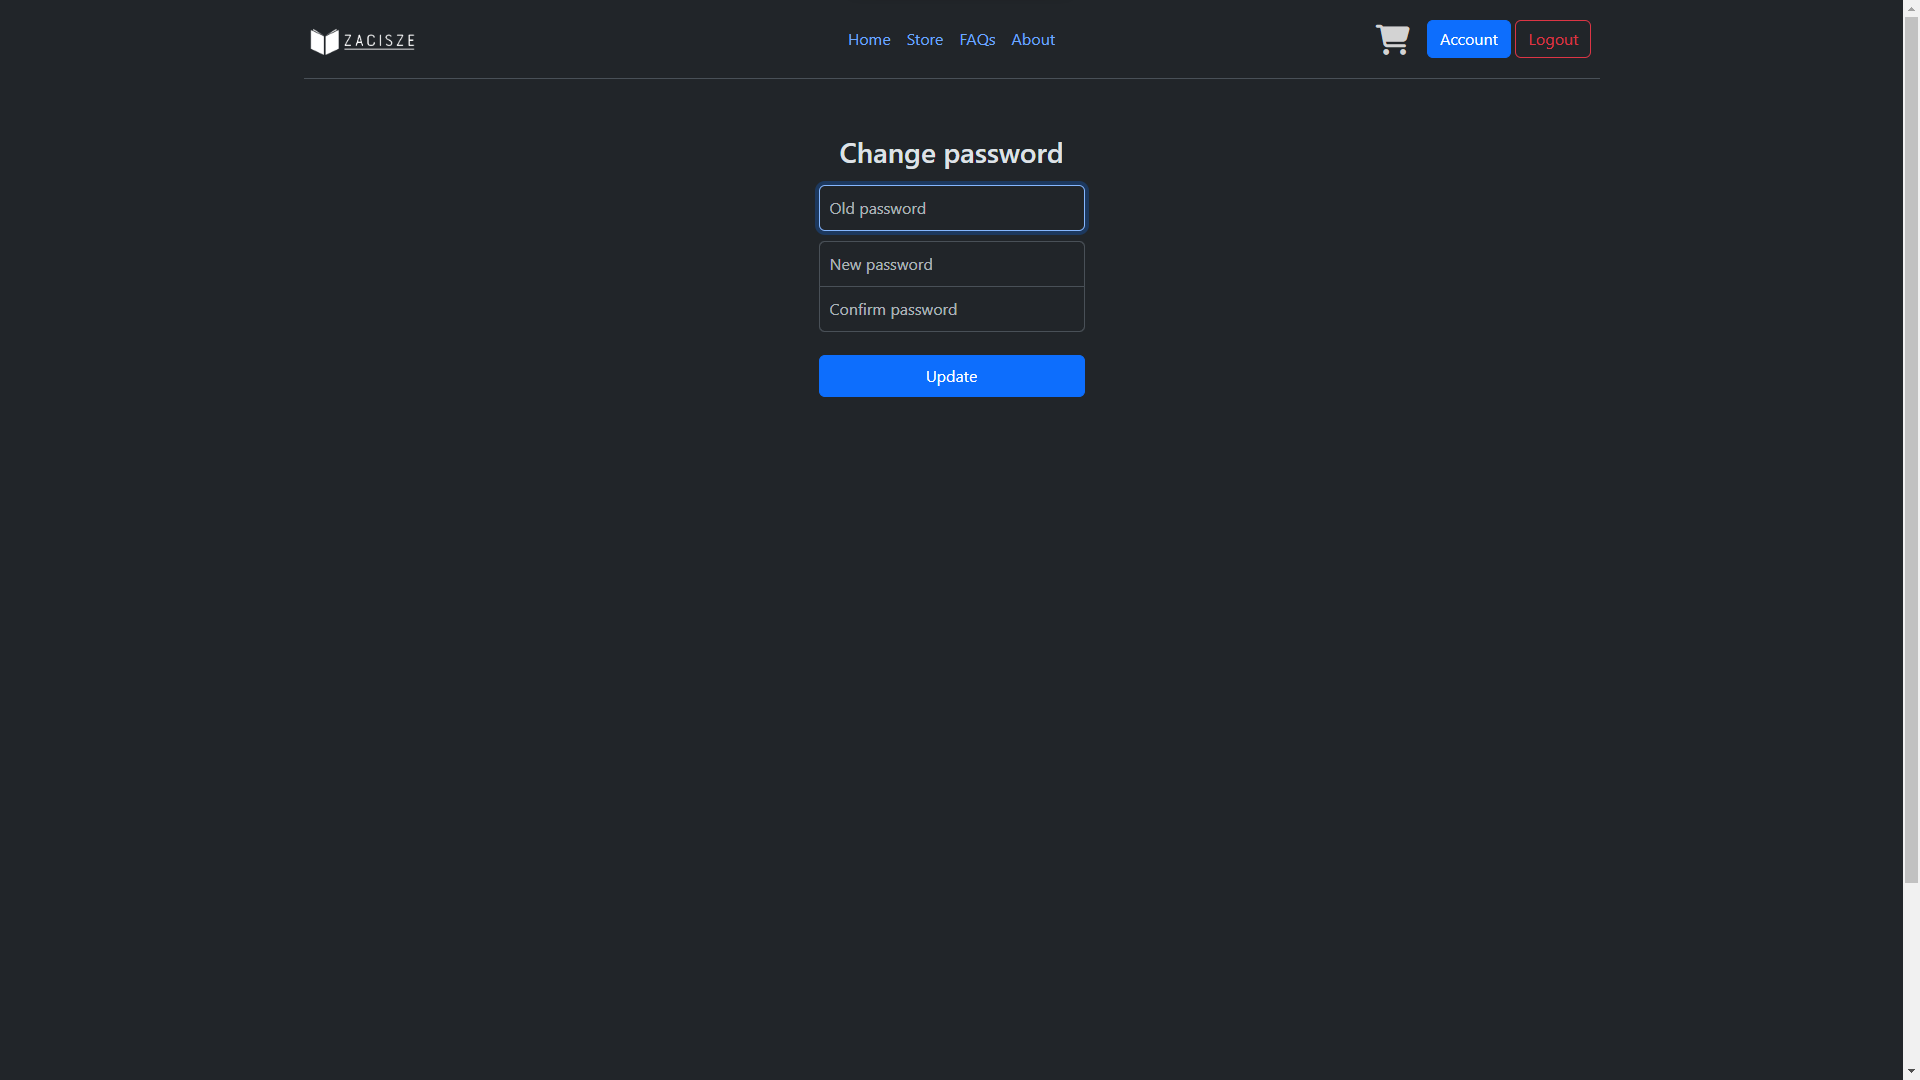 ZACISZE
Home Store FAQs About
Account Logout
Change password
Old password
New password
Confirm password
Update